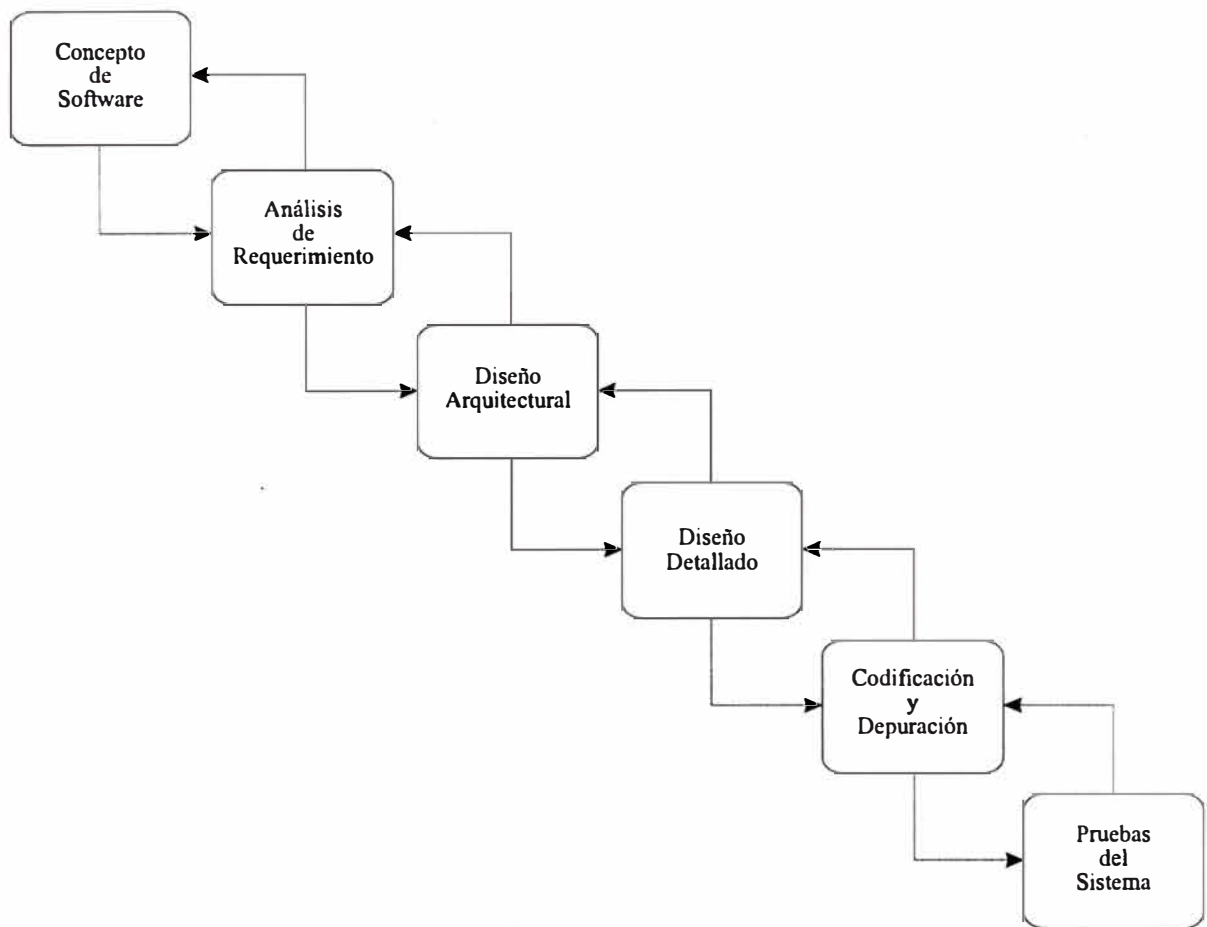 Concepto
de
Software
Análisis
de
Requerimiento
Diseño
Arquitectural
Diseño
Detallado
Codificación
y
Depuración
Pruebas
del
Sistema